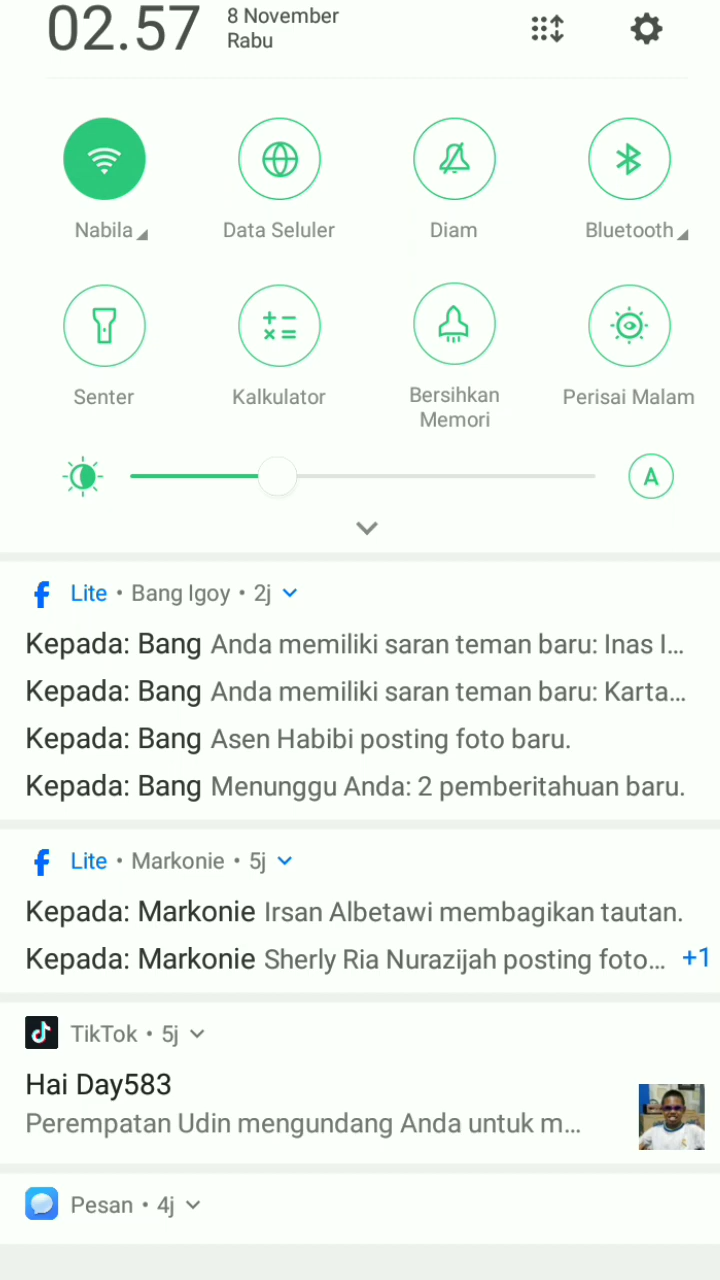 02.57
8 November
Rabu
Nabila
Data Seluler
Diam
Bluetooth
Senter
Kalkulator
Bersihkan
Memori
Perisai Malam
A
Lite • Bang Igoy • 2j
Kepada: Bang Anda memiliki saran teman baru: Inas I...
Kepada: Bang Anda memiliki saran teman baru: Karta...
Kepada: Bang Asen Habibi posting foto baru.
Kepada: Bang Menunggu Anda: 2 pemberitahuan baru.
Lite • Markonie • 5j
Kepada: Markonie Irsan Albetawi membagikan tautan.
Kepada: Markonie Sherly Ria Nurazijah posting foto... +1
TikTok • 5j
Hai Day583
Perempatan Udin mengundang Anda untuk m...
Pesan • 4j